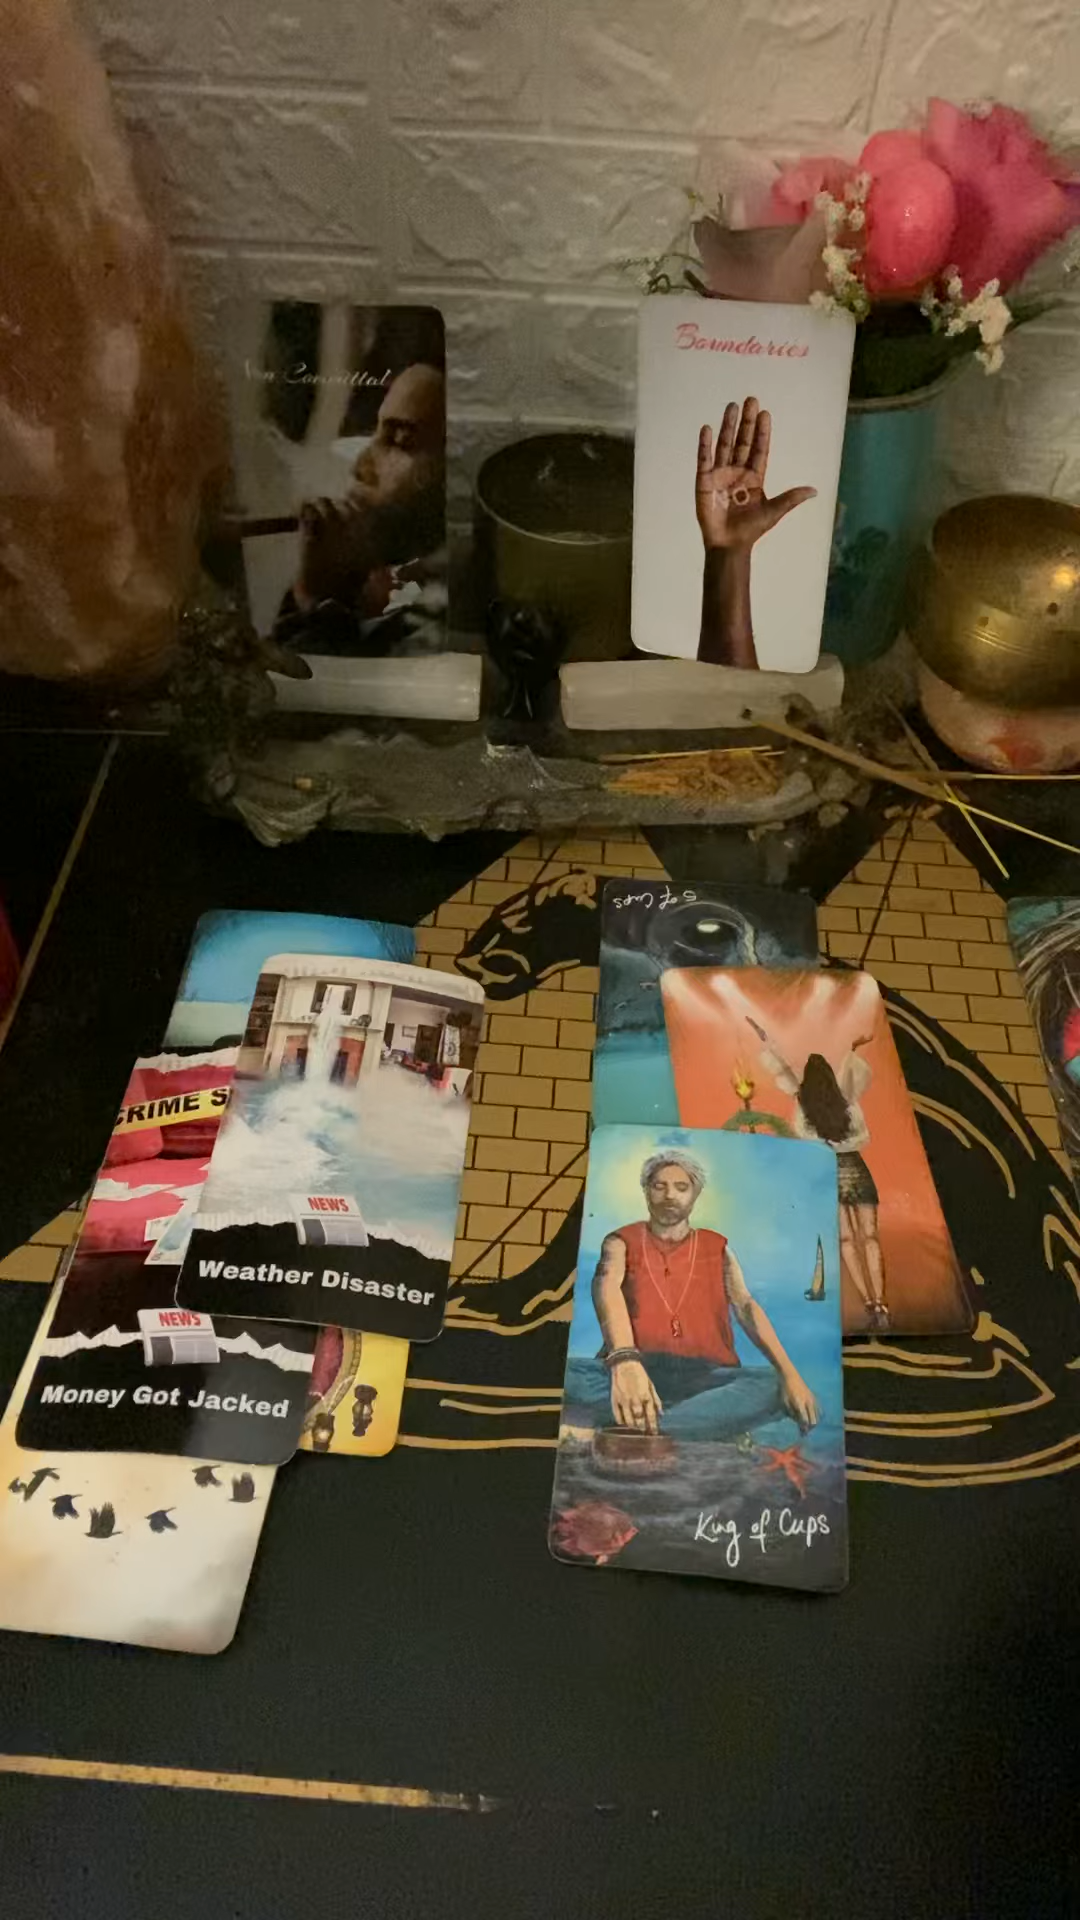 Non Committal
Boundaries
NO
5 of Cups
CRIME S
NEWS
Weather Disaster
NEWS
Money Got Jacked
King of Cups